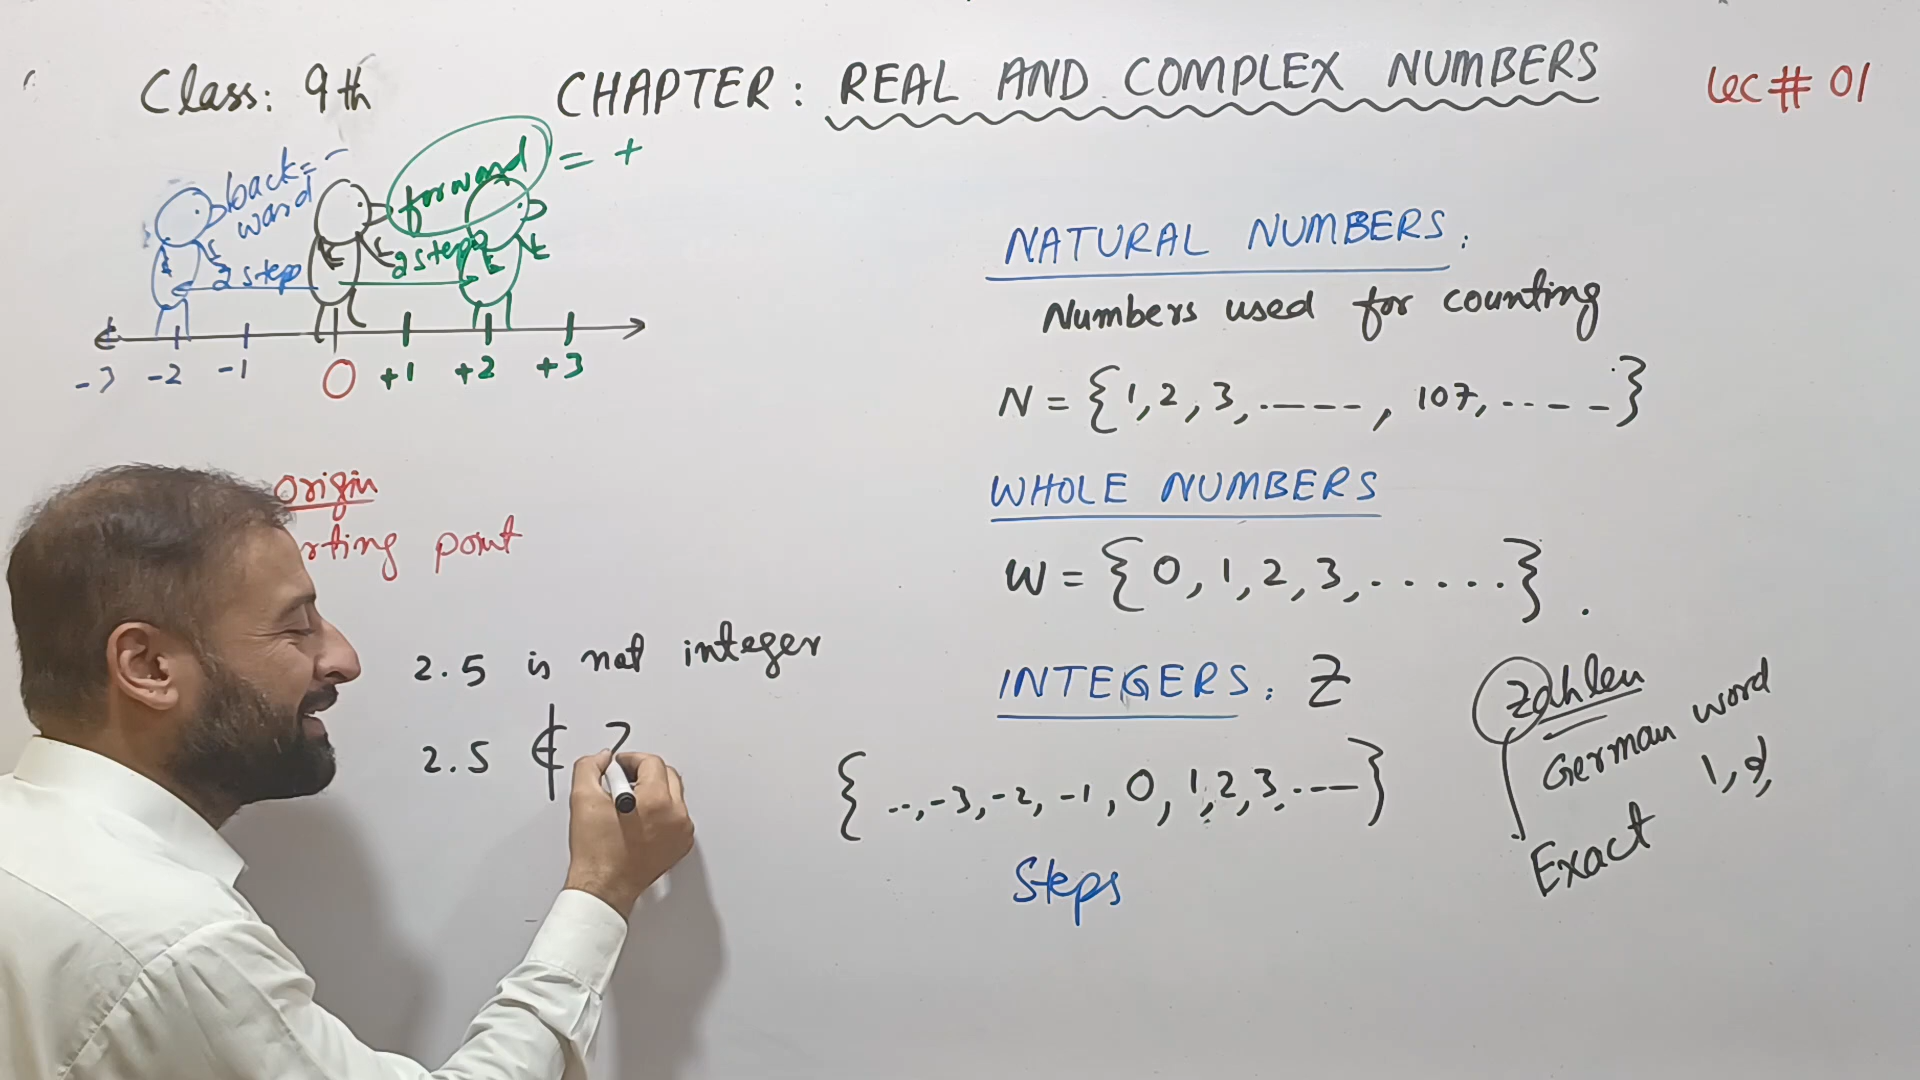 Class: 9th
CHAPTER: REAL AND COMPLEX NUMBERS
Lec # 01
back = -
ward
forward = +
2 step
2 steps
-3 -2 -1 0 +1 +2 +3
origin
rting point
2.5 is not integer
2.5 ∉
NATURAL NUMBERS:
Numbers used for counting
N = {1, 2, 3, .----, 107, ..---}
WHOLE NUMBERS
W = {0, 1, 2, 3, ......}.
INTEGERS: Z
{..., -3, -2, -1, 0, 1, 2, 3, .---}
Steps
Zahlen
German word
1, 2,
Exact